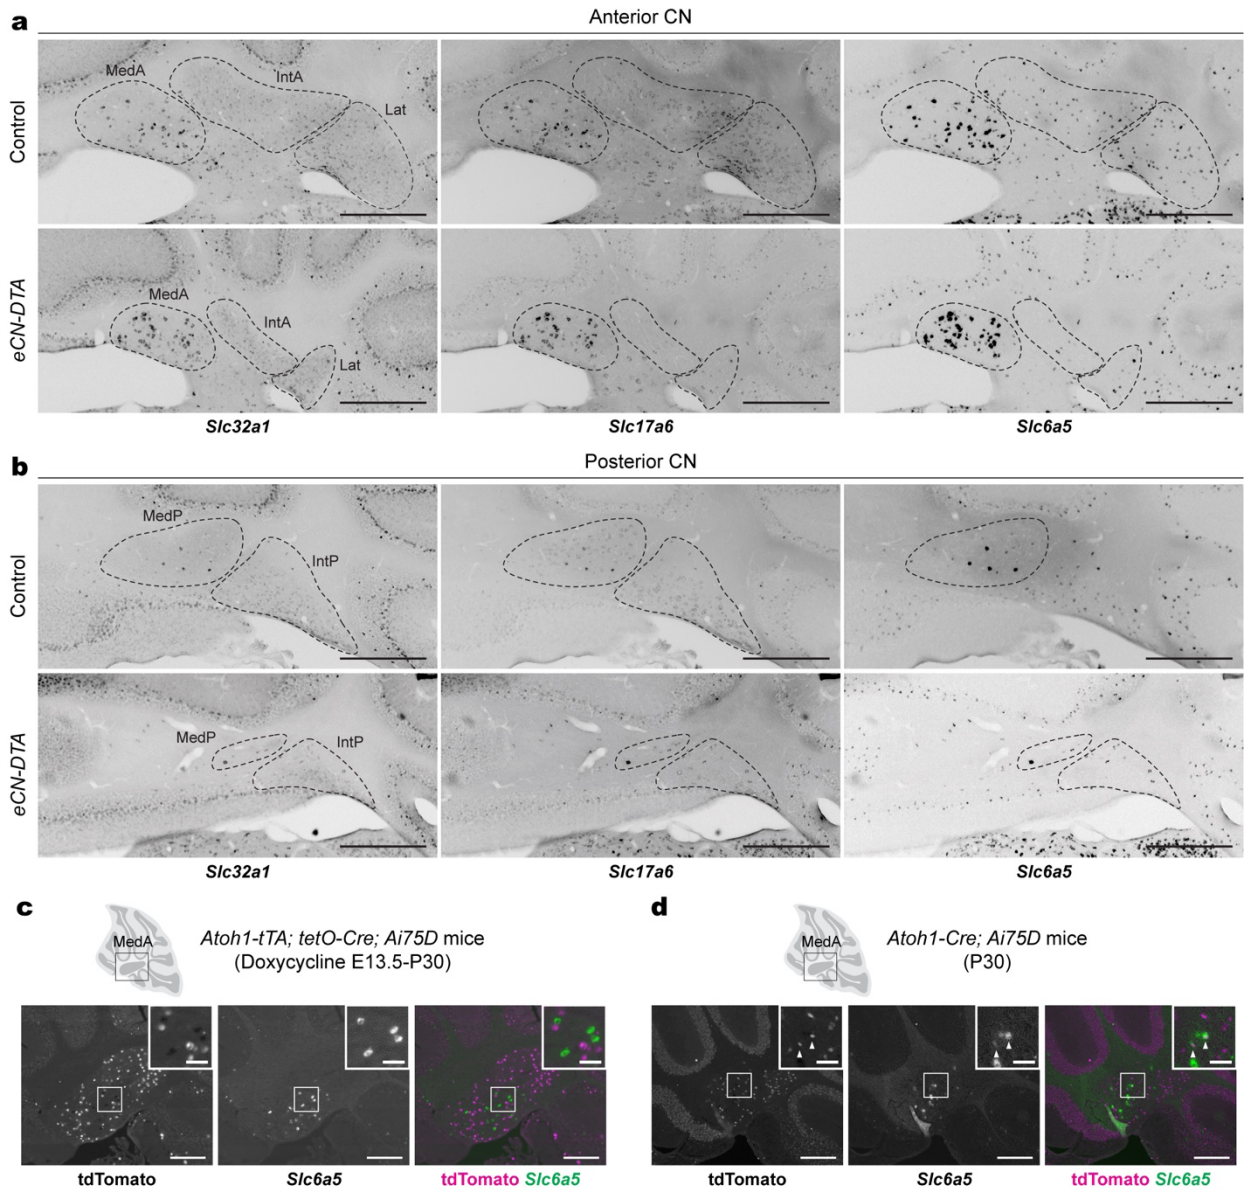 a
Anterior CN
Control
MedA
IntA
Lat
eCN-DTA
MedA
IntA
Lat
Slc32a1
Slc17a6
Slc6a5
b
Posterior CN
Control
MedP
IntP
eCN-DTA
MedP
IntP
Slc32a1
Slc17a6
Slc6a5
c
MedA
Atoh1-tTA; tetO-Cre; Ai75D mice
(Doxycycline E13.5-P30)
tdTomato
Slc6a5
tdTomato Slc6a5
d
MedA
Atoh1-Cre; Ai75D mice
(P30)
tdTomato
Slc6a5
tdTomato Slc6a5